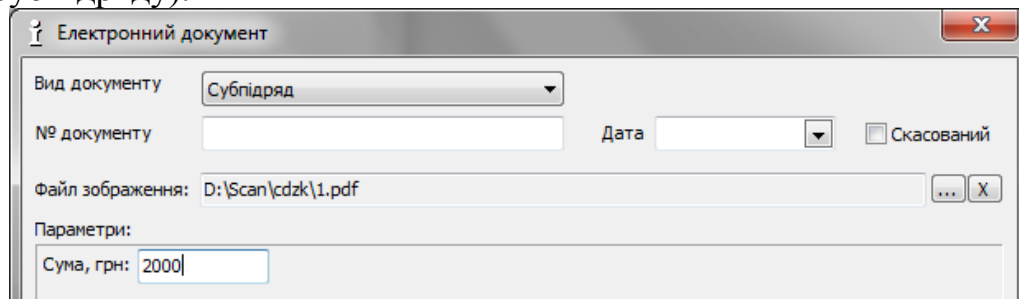 Електронний документ
Вид документу Субпідряд
№ документу Дата Скасований
Файл зображення: D:\Scan\cdzk\1.pdf ... X
Параметри:
Сума, грн: 2000